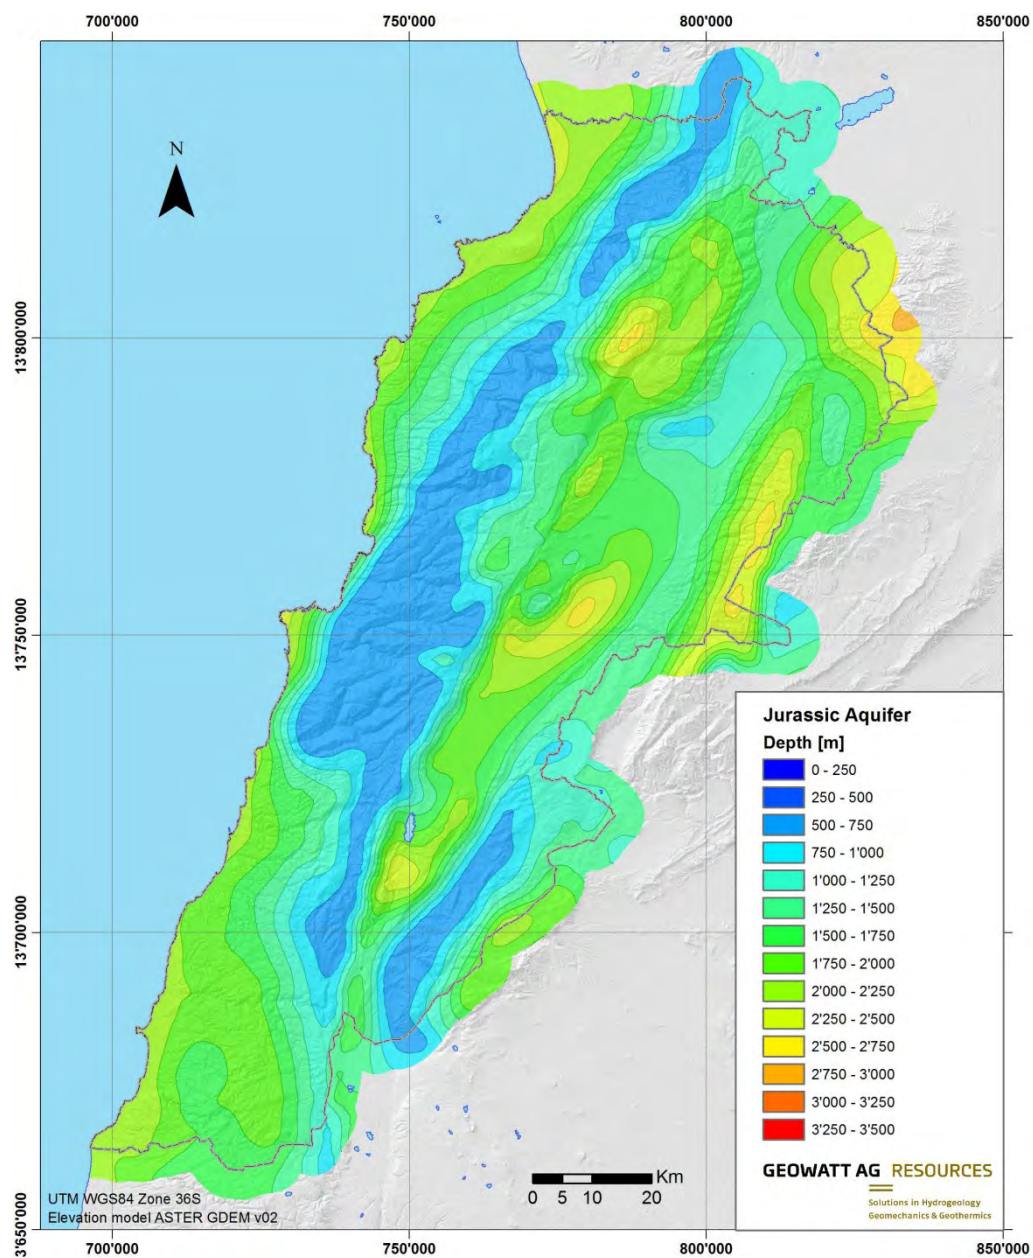 700'000 750'000 800'000 850'000
N
13'800'000
13'750'000
13'700'000
13'650'000
Jurassic Aquifer
Depth [m]
0 - 250
250 - 500
500 - 750
750 - 1'000
1'000 - 1'250
1'250 - 1'500
1'500 - 1'750
1'750 - 2'000
2'000 - 2'250
2'250 - 2'500
2'500 - 2'750
2'750 - 3'000
3'000 - 3'250
3'250 - 3'500
GEOWATT AG RESOURCES
Solutions in Hydrogeology
Geomechanics & Geothermics
Km
0 5 10 20
UTM WGS84 Zone 36S
Elevation model ASTER GDEM v02
700'000 750'000 800'000 850'000